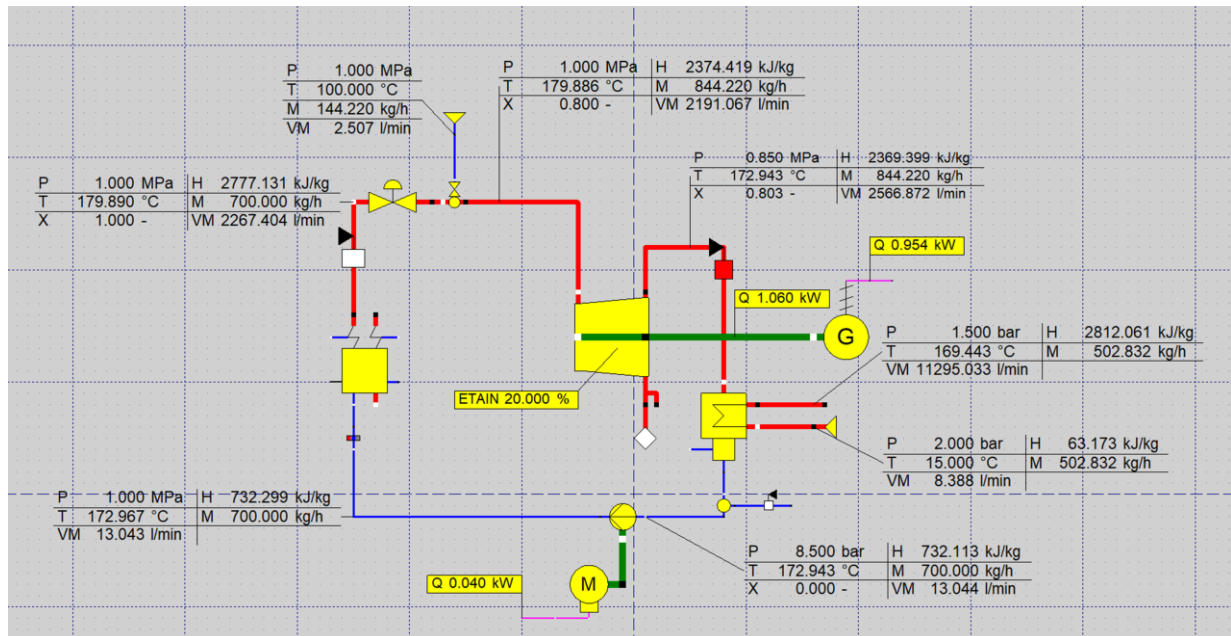 P 1.000 MPa
T 100.000 °C
M 144.220 kg/h
VM 2.507 l/min
P 1.000 MPa H 2374.419 kJ/kg
T 179.886 °C M 844.220 kg/h
X 0.800 - VM 2191.067 l/min
P 0.850 MPa H 2369.399 kJ/kg
T 172.943 °C M 844.220 kg/h
X 0.803 - VM 2566.872 l/min
P 1.000 MPa H 2777.131 kJ/kg
T 179.890 °C M 700.000 kg/h
X 1.000 - VM 2267.404 l/min
Q 0.954 kW
Q 1.060 kW
G
P 1.500 bar H 2812.061 kJ/kg
T 169.443 °C M 502.832 kg/h
VM 11295.033 l/min
ETAIN 20.000 %
P 2.000 bar H 63.173 kJ/kg
T 15.000 °C M 502.832 kg/h
VM 8.388 l/min
P 1.000 MPa H 732.299 kJ/kg
T 172.967 °C M 700.000 kg/h
VM 13.043 l/min
P 8.500 bar H 732.113 kJ/kg
T 172.943 °C M 700.000 kg/h
X 0.000 - VM 13.044 l/min
Q 0.040 kW
M